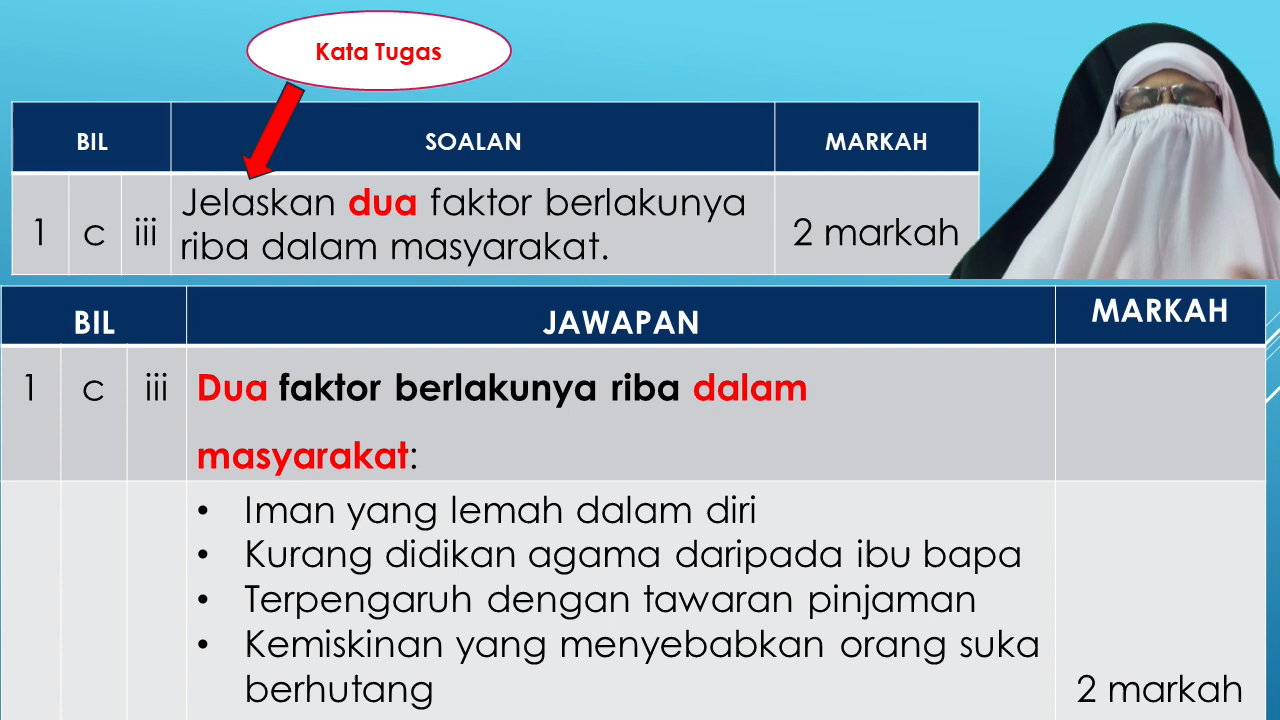 Kata Tugas
BIL SOALAN MARKAH
1 c iii Jelaskan dua faktor berlakunya
riba dalam masyarakat. 2 markah
BIL JAWAPAN MARKAH
1 c iii Dua faktor berlakunya riba dalam
masyarakat:
• Iman yang lemah dalam diri
• Kurang didikan agama daripada ibu bapa
• Terpengaruh dengan tawaran pinjaman
• Kemiskinan yang menyebabkan orang suka
berhutang 2 markah